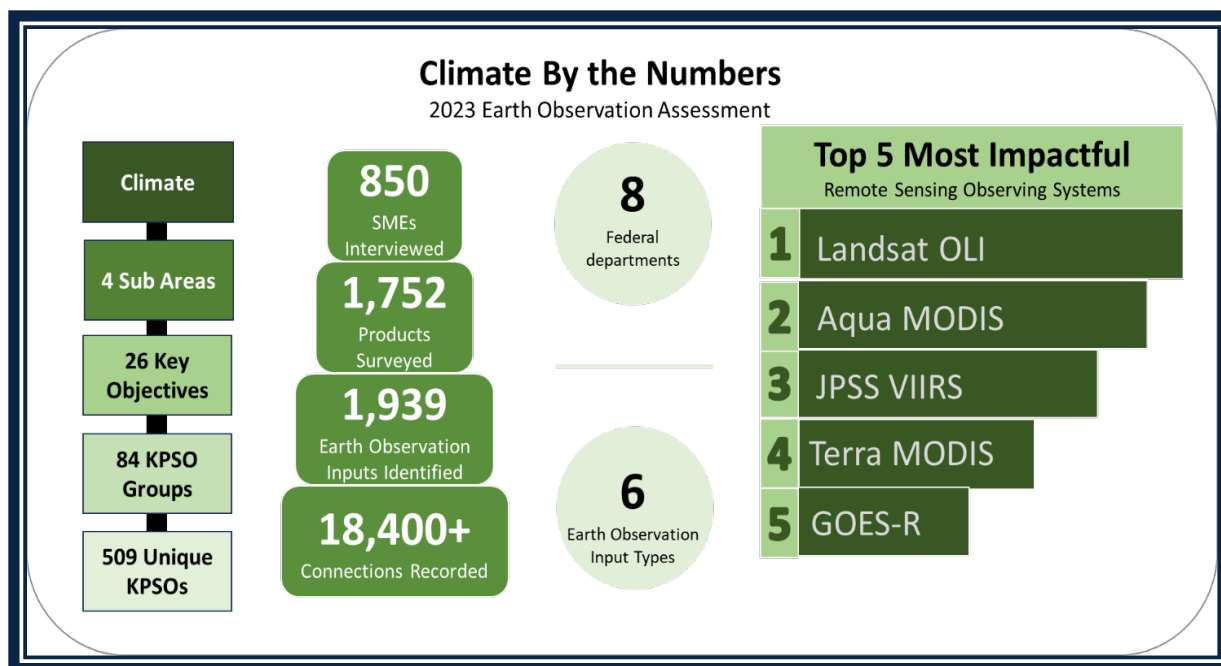 Climate By the Numbers
2023 Earth Observation Assessment
Climate
4 Sub Areas
26 Key
Objectives
84 KPSO
Groups
509 Unique
KPSOs
850
SMEs
Interviewed
1,752
Products
Surveyed
1,939
Earth Observation
Inputs Identified
18,400+
Connections Recorded
8
Federal
departments
6
Earth Observation
Input Types
Top 5 Most Impactful
Remote Sensing Observing Systems
1 Landsat OLI
2 Aqua MODIS
3 JPSS VIIRS
4 Terra MODIS
5 GOES-R